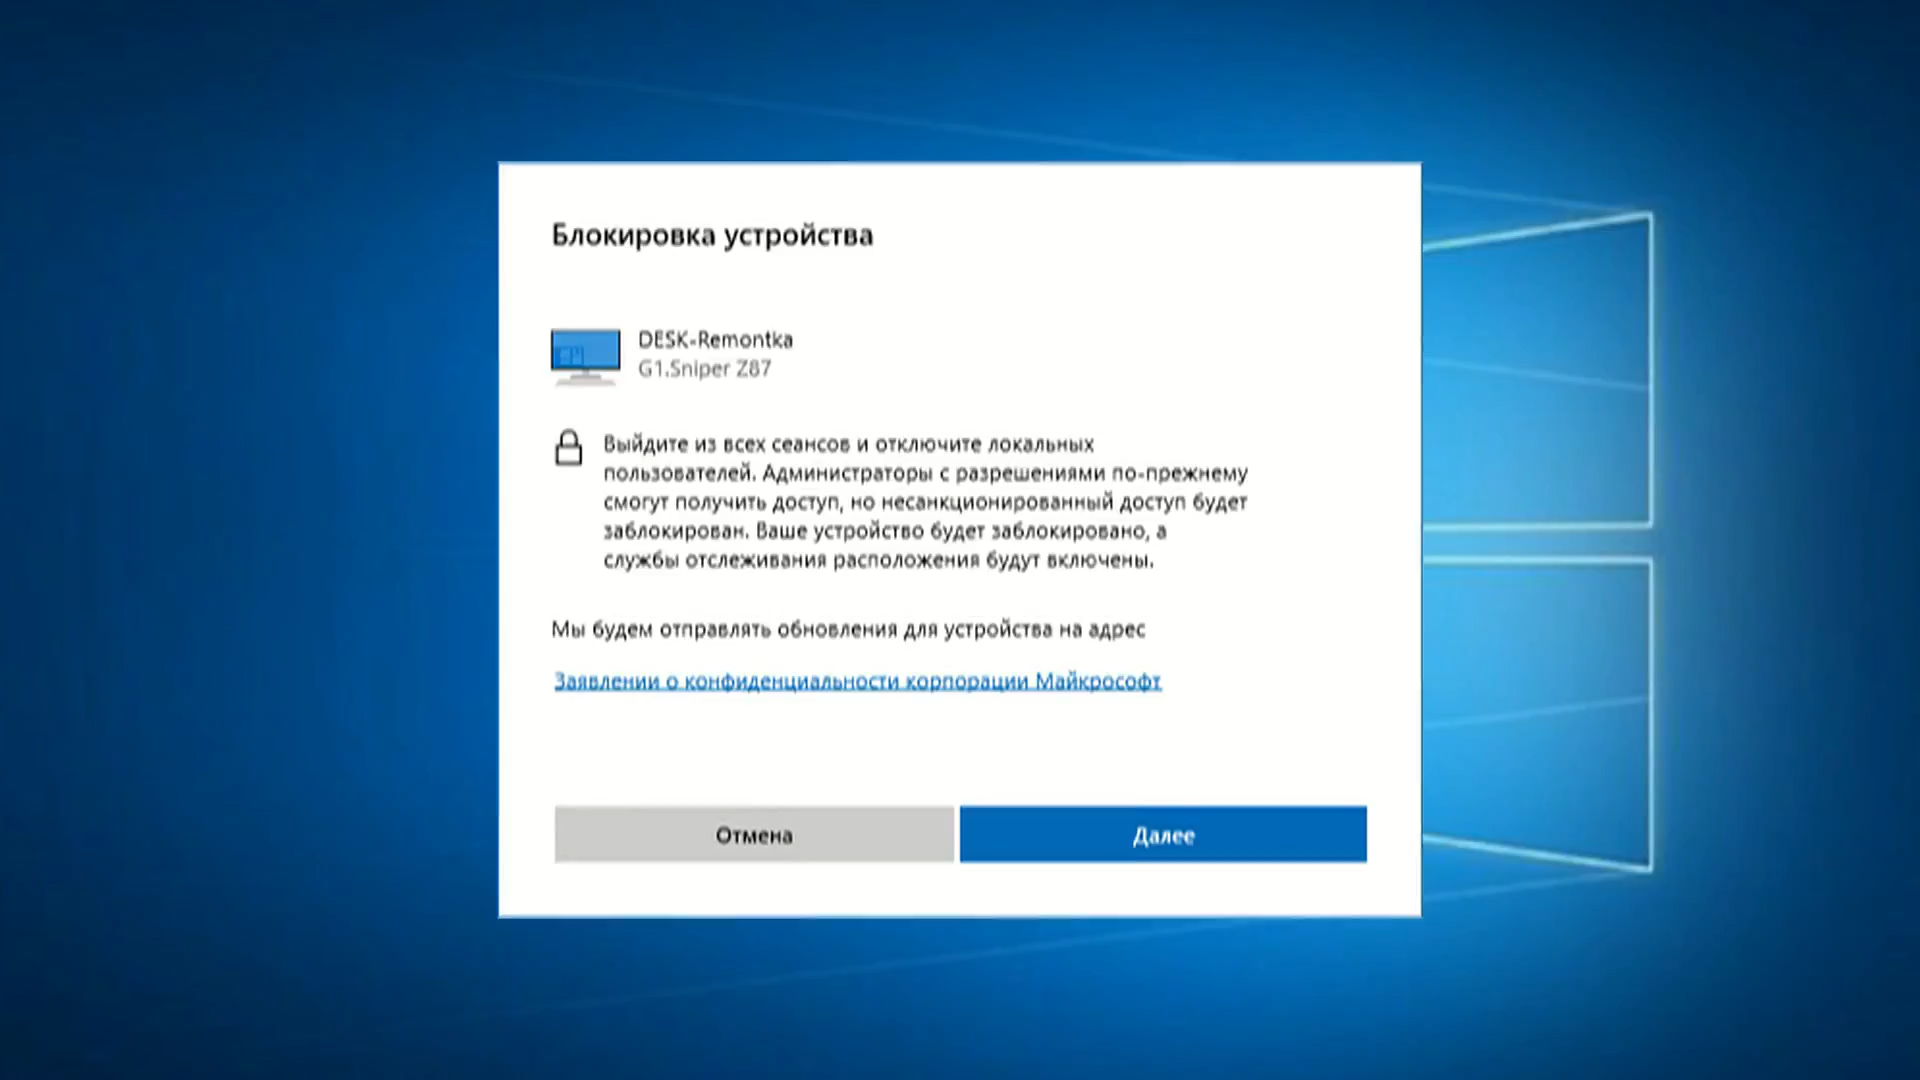 Блокировка устройства
DESK-Remontka
G1.Sniper Z87
Выйдите из всех сеансов и отключите локальных
пользователей. Администраторы с разрешениями по-прежнему
смогут получить доступ, но несанкционированный доступ будет
заблокирован. Ваше устройство будет заблокировано, а
службы отслеживания расположения будут включены.
Мы будем отправлять обновления для устройства на адрес
Заявлении о конфиденциальности корпорации Майкрософт
Отмена
Далее